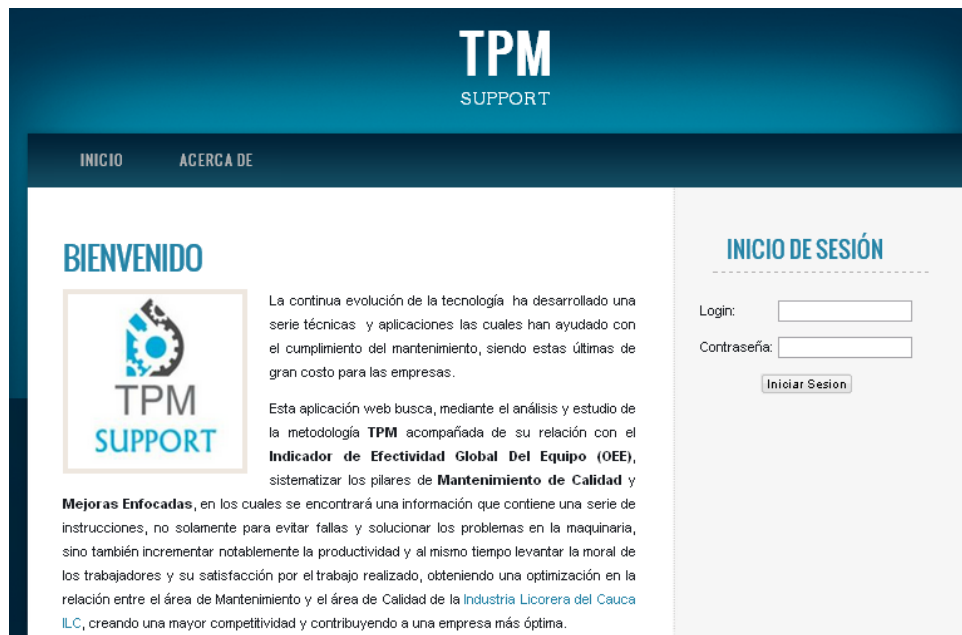 TPM
SUPPORT
INICIO
ACERCA DE
BIENVENIDO
TPM
SUPPORT
La continua evolución de la tecnología ha desarrollado una
serie técnicas y aplicaciones las cuales han ayudado con
el cumplimiento del mantenimiento, siendo estas últimas de
gran costo para las empresas.
Esta aplicación web busca, mediante el análisis y estudio de
la metodología TPM acompañada de su relación con el
Indicador de Efectividad Global Del Equipo (OEE),
sistematizar los pilares de Mantenimiento de Calidad y
Mejoras Enfocadas, en los cuales se encontrará una información que contiene una serie de
instrucciones, no solamente para evitar fallas y solucionar los problemas en la maquinaria,
sino también incrementar notablemente la productividad y al mismo tiempo levantar la moral de
los trabajadores y su satisfacción por el trabajo realizado, obteniendo una optimización en la
relación entre el área de Mantenimiento y el área de Calidad de la Industria Licorera del Cauca
ILC, creando una mayor competitividad y contribuyendo a una empresa más óptima.
INICIO DE SESIÓN
Login:
Contraseña:
Iniciar Sesion